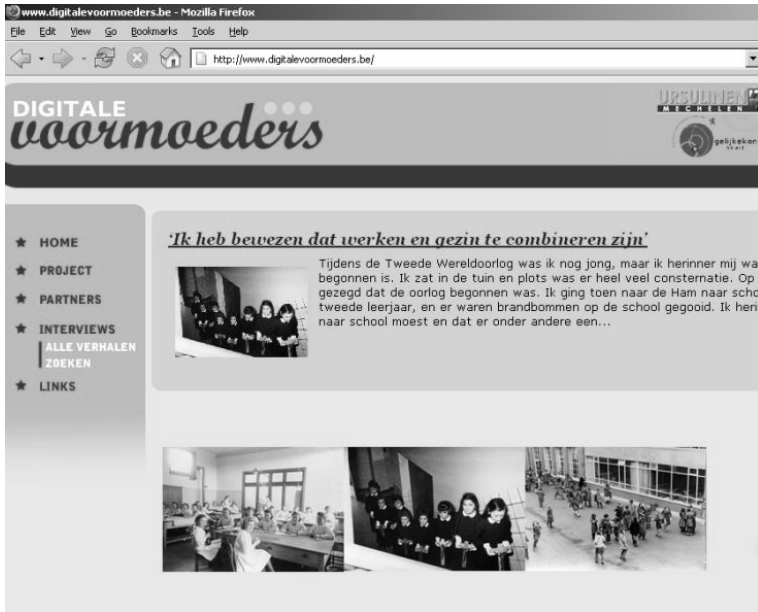 www.digitalevoormoeders.be - Mozilla Firefox
File Edit View Go Bookmarks Tools Help
http://www.digitalevoormoeders.be/
DIGITALE
voormoeders
URSULINEN
MECHELEN
gelijkekan
HOME
PROJECT
PARTNERS
INTERVIEWS
ALLE VERHALEN
ZOEKEN
LINKS
'Ik heb bewezen dat werken en gezin te combineren zijn'
Tijdens de Tweede Wereldoorlog was ik nog jong, maar ik herinner mij wa
begonnen is. Ik zat in de tuin en plots was er heel veel consternatie. Op
gezegd dat de oorlog begonnen was. Ik ging toen naar de Ham naar scho
tweede leerjaar, en er waren brandbommen op de school gegooid. Ik heri
naar school moest en dat er onder andere een...